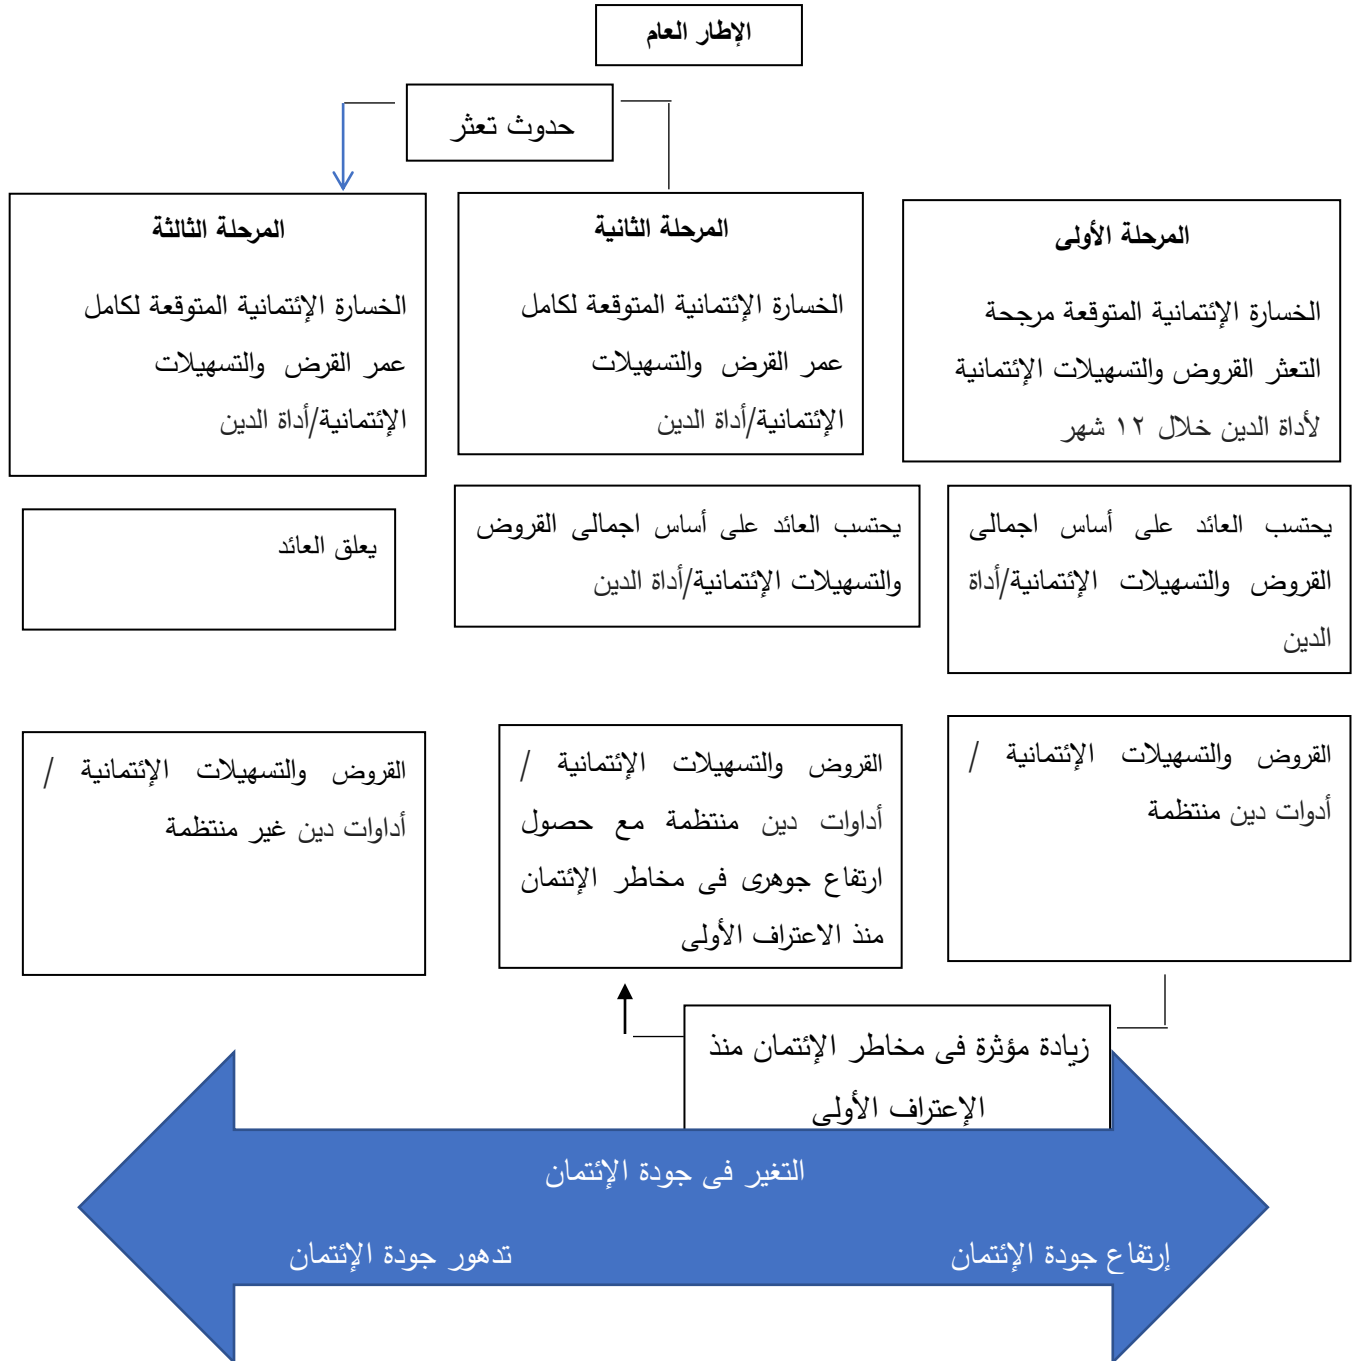 الإطار العام
حدوث تعثر
المرحلة الأولى
الخسارة الإئتمانية المتوقعة مرجحة
التعثر القروض والتسهيلات الإئتمانية
لأداة الدين خلال ١٢ شهر
المرحلة الثانية
الخسارة الإئتمانية المتوقعة لكامل
عمر القرض والتسهيلات
الإئتمانية/أداة الدين
المرحلة الثالثة
الخسارة الإئتمانية المتوقعة لكامل
عمر القرض والتسهيلات
الإئتمانية/أداة الدين
يحتسب العائد على أساس اجمالى
القروض والتسهيلات الإئتمانية/أداة
الدين
يحتسب العائد على أساس اجمالى القروض
والتسهيلات الإئتمانية/أداة الدين
يعلق العائد
القروض والتسهيلات الإئتمانية /
أدوات دين منتظمة
القروض والتسهيلات الإئتمانية /
أداوات دين منتظمة مع حصول
ارتفاع جوهرى فى مخاطر الإئتمان
منذ الاعتراف الأولى
القروض والتسهيلات الإئتمانية /
أداوات دين غير منتظمة
زيادة مؤثرة فى مخاطر الإئتمان منذ
الإعتراف الأولى
التغير فى جودة الإئتمان
إرتفاع جودة الإئتمان
تدهور جودة الإئتمان